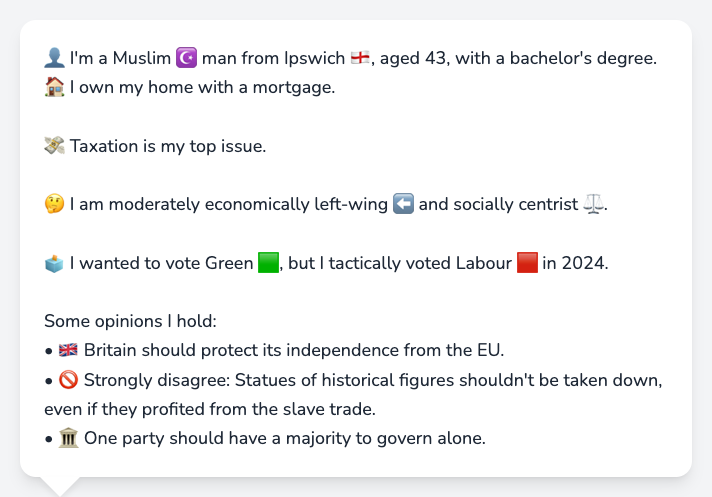 👤 I'm a Muslim ☪️ man from Ipswich 🏴󠁧󠁢󠁥󠁮󠁧󠁿, aged 43, with a bachelor's degree.
🏠 I own my home with a mortgage.
💸 Taxation is my top issue.
🤔 I am moderately economically left-wing ⬅️ and socially centrist ⚖️.
🗳️ I wanted to vote Green 🟩, but I tactically voted Labour 🟥 in 2024.
Some opinions I hold:
• 🇬🇧 Britain should protect its independence from the EU.
• 🚫 Strongly disagree: Statues of historical figures shouldn't be taken down,
even if they profited from the slave trade.
• 🏛️ One party should have a majority to govern alone.